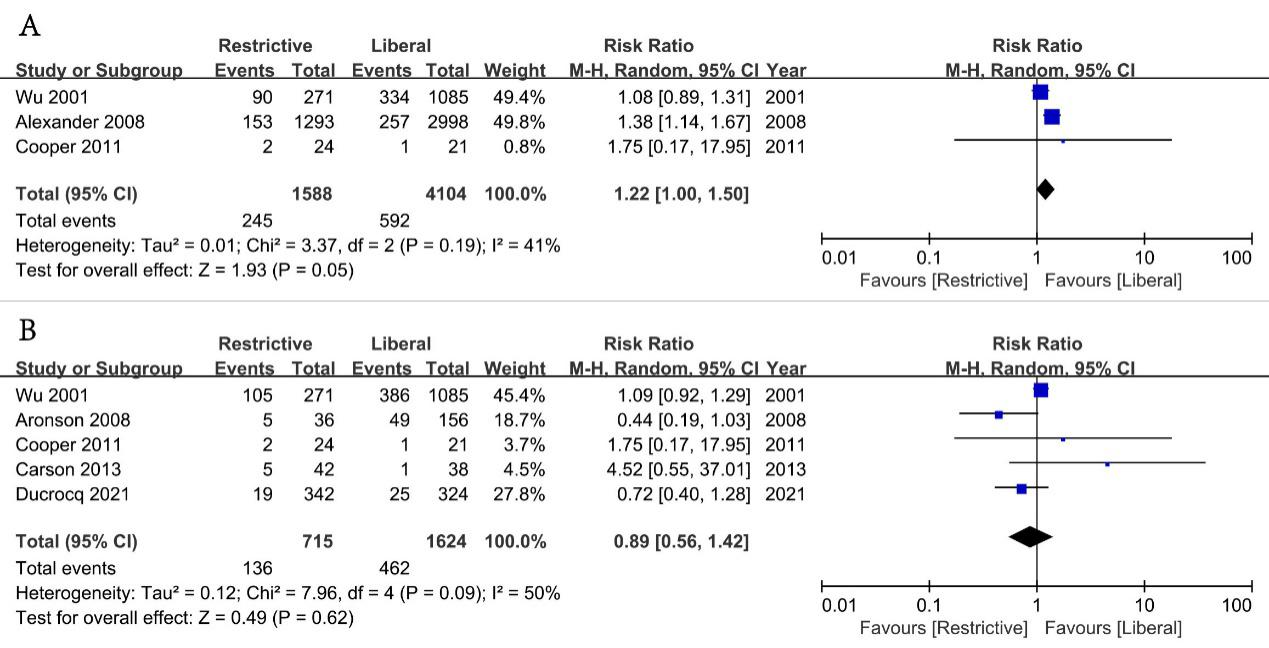 A
Restrictive Liberal Risk Ratio Risk Ratio
Study or Subgroup Events Total Events Total Weight M-H, Random, 95% CI Year M-H, Random, 95% CI
Wu 2001 90 271 334 1085 49.4% 1.08 [0.89, 1.31] 2001
Alexander 2008 153 1293 257 2998 49.8% 1.38 [1.14, 1.67] 2008
Cooper 2011 2 24 1 21 0.8% 1.75 [0.17, 17.95] 2011
Total (95% CI) 1588 4104 100.0% 1.22 [1.00, 1.50]
Total events 245 592
Heterogeneity: Tau² = 0.01; Chi² = 3.37, df = 2 (P = 0.19); I² = 41%
Test for overall effect: Z = 1.93 (P = 0.05)
0.01 0.1 1 10 100
Favours [Restrictive] Favours [Liberal]
B
Restrictive Liberal Risk Ratio Risk Ratio
Study or Subgroup Events Total Events Total Weight M-H, Random, 95% CI Year M-H, Random, 95% CI
Wu 2001 105 271 386 1085 45.4% 1.09 [0.92, 1.29] 2001
Aronson 2008 5 36 49 156 18.7% 0.44 [0.19, 1.03] 2008
Cooper 2011 2 24 1 21 3.7% 1.75 [0.17, 17.95] 2011
Carson 2013 5 42 1 38 4.5% 4.52 [0.55, 37.01] 2013
Ducrocq 2021 19 342 25 324 27.8% 0.72 [0.40, 1.28] 2021
Total (95% CI) 715 1624 100.0% 0.89 [0.56, 1.42]
Total events 136 462
Heterogeneity: Tau² = 0.12; Chi² = 7.96, df = 4 (P = 0.09); I² = 50%
Test for overall effect: Z = 0.49 (P = 0.62)
0.01 0.1 1 10 100
Favours [Restrictive] Favours [Liberal]